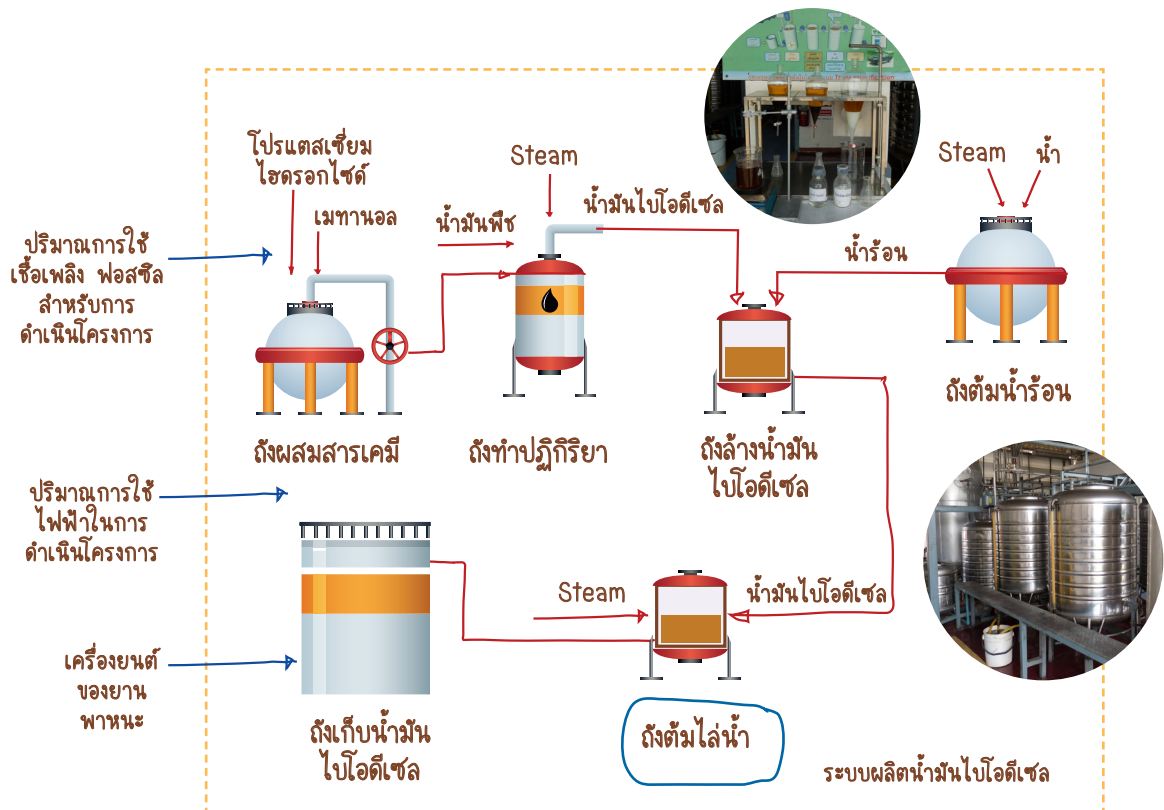 โปรแตสเซี่ยม
ไฮดรอกไซด์
เมทานอล
Steam
น้ำมันพืช
น้ำมันไบโอดีเซล
Steam
น้ำ
น้ำร้อน
ปริมาณการใช้
เชื้อเพลิง ฟอสซิล
สำหรับการ
ดำเนินโครงการ
ถังผสมสารเคมี
ถังทำปฏิกิริยา
ถังล้างน้ำมัน
ไบโอดีเซล
ถังต้มน้ำร้อน
ปริมาณการใช้
ไฟฟ้าในการ
ดำเนินโครงการ
Steam
น้ำมันไบโอดีเซล
เครื่องยนต์
ของยาน
พาหนะ
ถังเก็บน้ำมัน
ไบโอดีเซล
ถังต้มไล่น้ำ
ระบบผลิตน้ำมันไบโอดีเซล